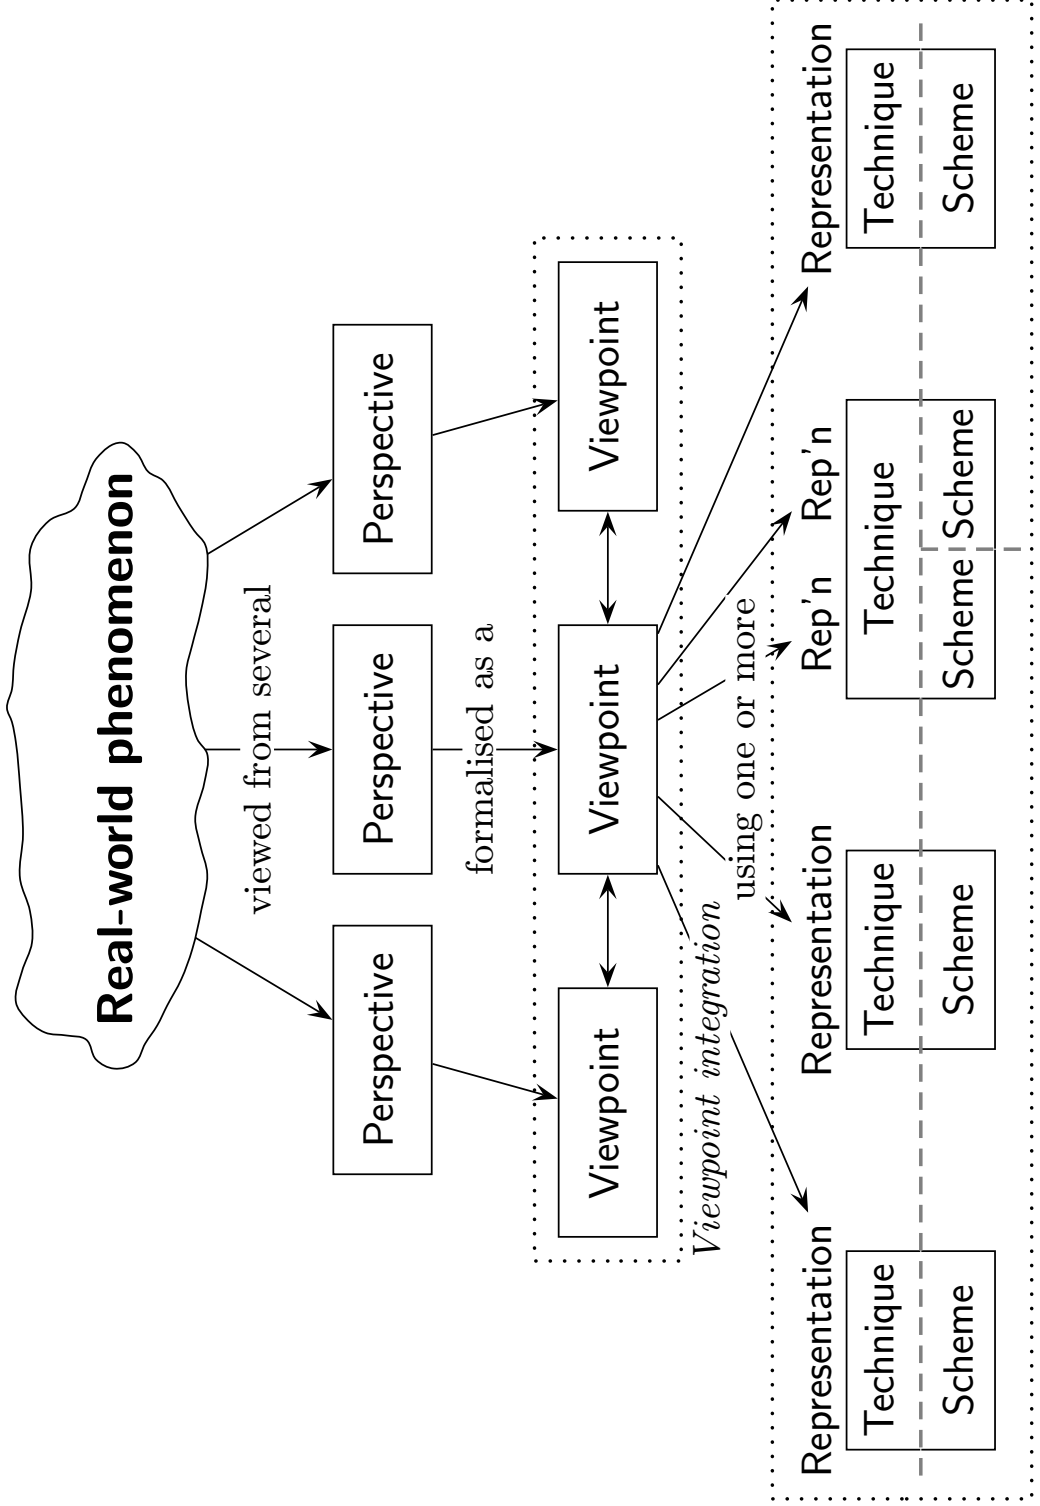 Real-world phenomenon
viewed from several
Perspective
Perspective
Perspective
formalised as a
Viewpoint
Viewpoint
Viewpoint
Viewpoint integration
using one or more
Representation
Representation
Rep'n
Rep'n
Representation
Technique
Technique
Technique
Technique
Scheme
Scheme
Scheme
Scheme
Scheme